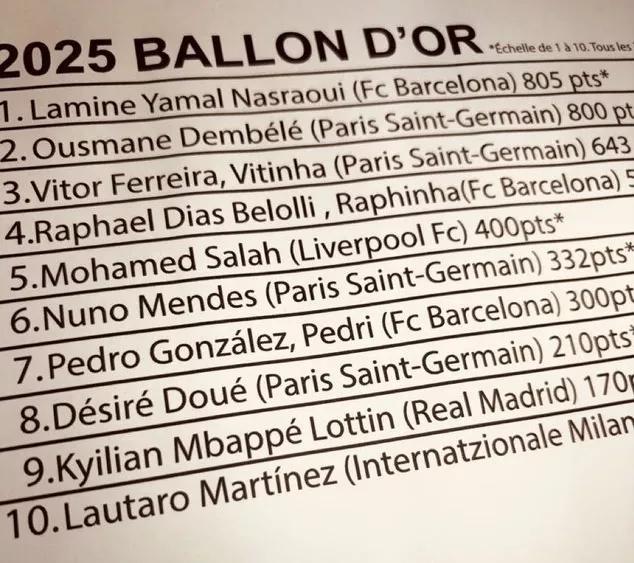 2025 BALLON D'OR *Échelle de 1 à 10. Tous les
1. Lamine Yamal Nasraoui (Fc Barcelona) 805 pts*
2. Ousmane Dembélé (Paris Saint-Germain) 800 pt
3.Vitor Ferreira, Vitinha (Paris Saint-Germain) 643
4.Raphael Dias Belolli , Raphinha(Fc Barcelona) 5
5.Mohamed Salah (Liverpool Fc) 400pts*
6.Nuno Mendes (Paris Saint-Germain) 332pts*
7.Pedro González, Pedri (Fc Barcelona) 300pt
8.Désiré Doué (Paris Saint-Germain) 210pts*
9.Kyilian Mbappé Lottin (Real Madrid) 170p
10.Lautaro Martínez (Internatzionale Milan